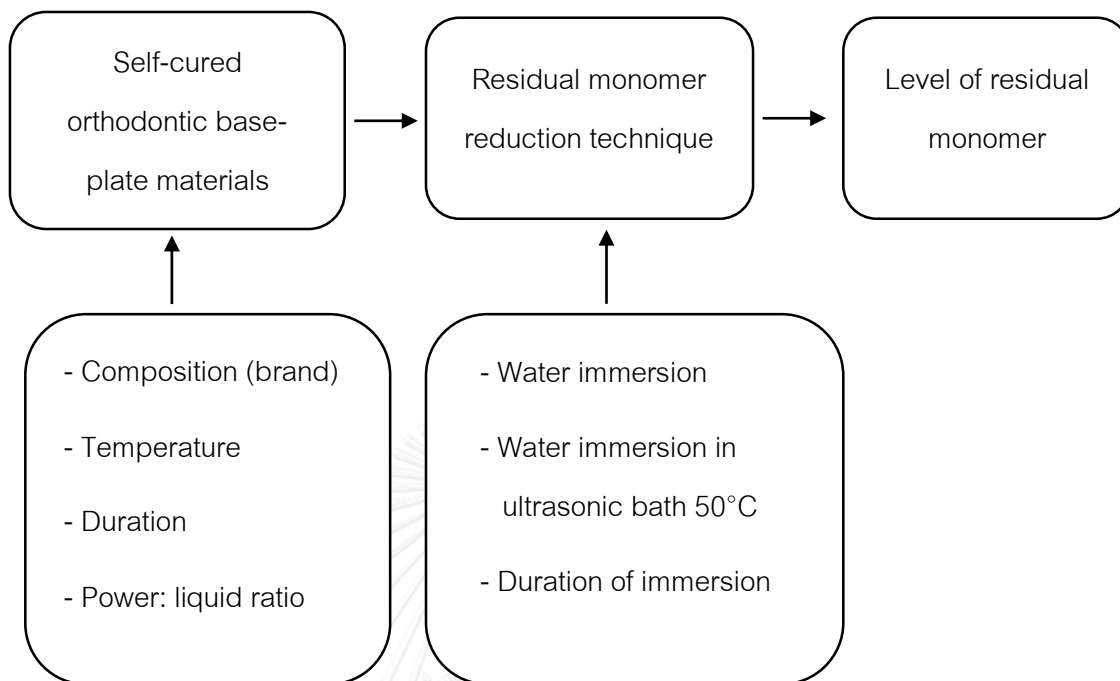 Self-cured
orthodontic base-
plate materials
Residual monomer
reduction technique
Level of residual
monomer
- Composition (brand)
- Temperature
- Duration
- Power: liquid ratio
- Water immersion
- Water immersion in
ultrasonic bath 50°C
- Duration of immersion